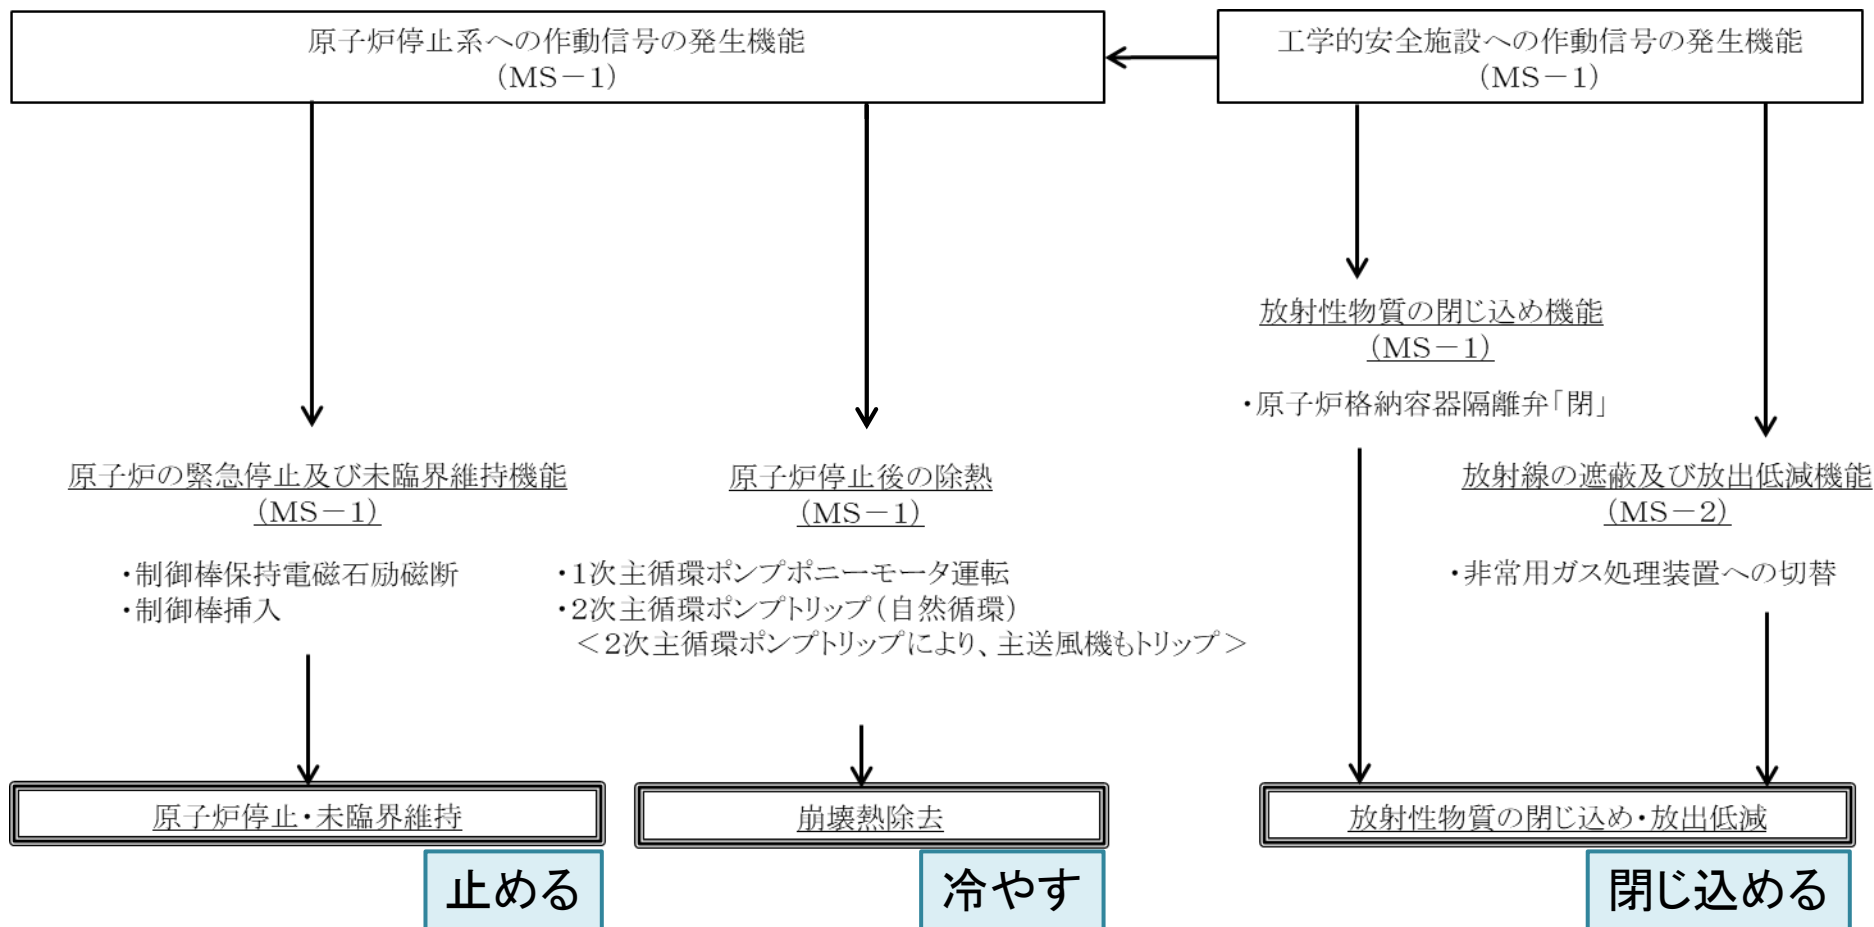 原子炉停止系への作動信号の発生機能
(MS－1)
工学的安全施設への作動信号の発生機能
(MS－1)
放射性物質の閉じ込め機能
(MS－1)
・原子炉格納容器隔離弁「閉」
原子炉の緊急停止及び未臨界維持機能
(MS－1)
・制御棒保持電磁石励磁断
・制御棒挿入
原子炉停止後の除熱
(MS－1)
・1次主循環ポンプポニーモータ運転
・2次主循環ポンプトリップ(自然循環)
＜2次主循環ポンプトリップにより、主送風機もトリップ＞
放射線の遮蔽及び放出低減機能
(MS－2)
・非常用ガス処理装置への切替
原子炉停止・未臨界維持
崩壊熱除去
放射性物質の閉じ込め・放出低減
止める
冷やす
閉じ込める